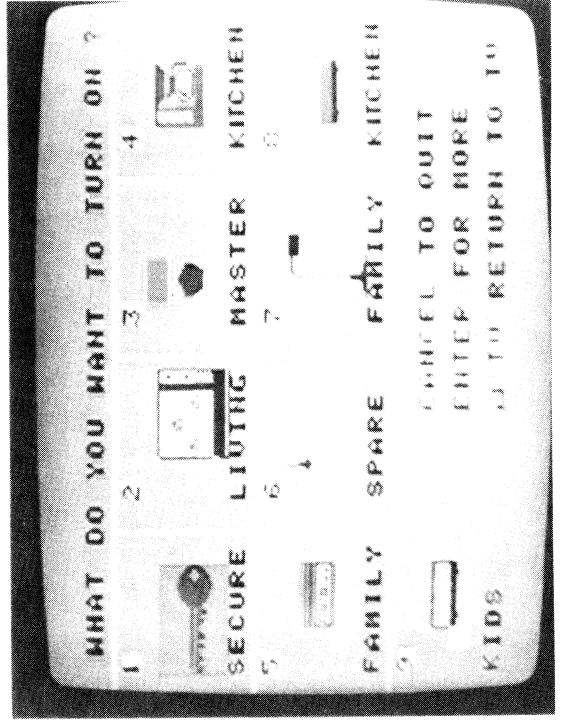 WHAT DO YOU WANT TO TURN ON ?
1 2 3 4
SECURE LIVING MASTER KITCHEN
5 6 7 8
FAMILY SPARE FAMILY KITCHEN
9
KIDS
CANCEL TO QUIT
ENTER FOR MORE
RETURN TO